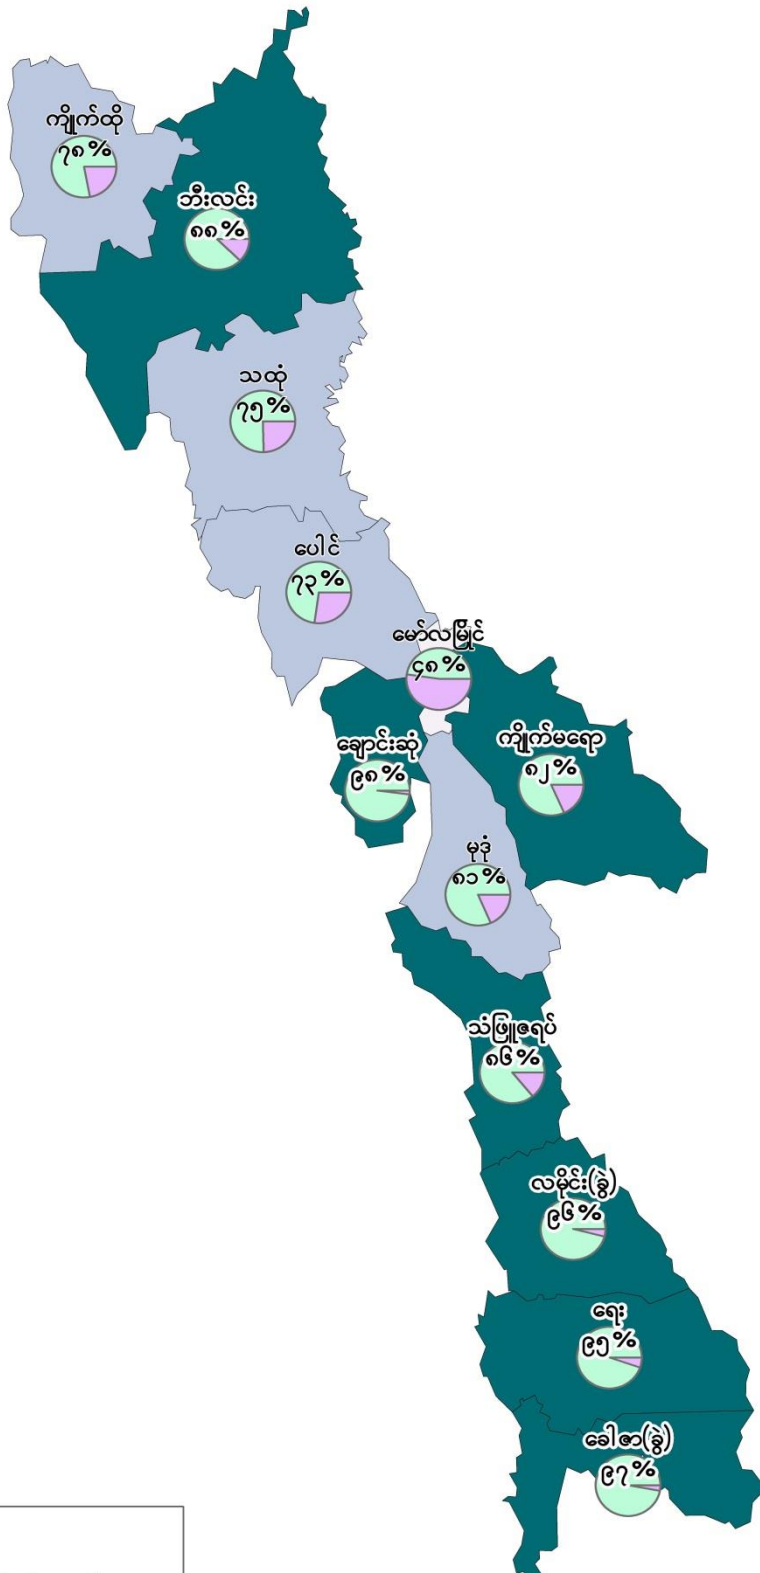 ကျိုက်ထို
၇၈%
ဘီးလင်း
၈၈%
သထုံ
၇၅%
ပေါင်
၇၃%
မော်လမြိုင်
၄၈%
ချောင်းဆုံ
၉၈%
ကျိုက်မရော
၈၂%
မုဒုံ
၈၁%
သံဖြူဇရပ်
၈၆%
လမိုင်း(ခွဲ)
၉၆%
ရေး
၉၅%
ခေါဇာ(ခွဲ)
၉၇%